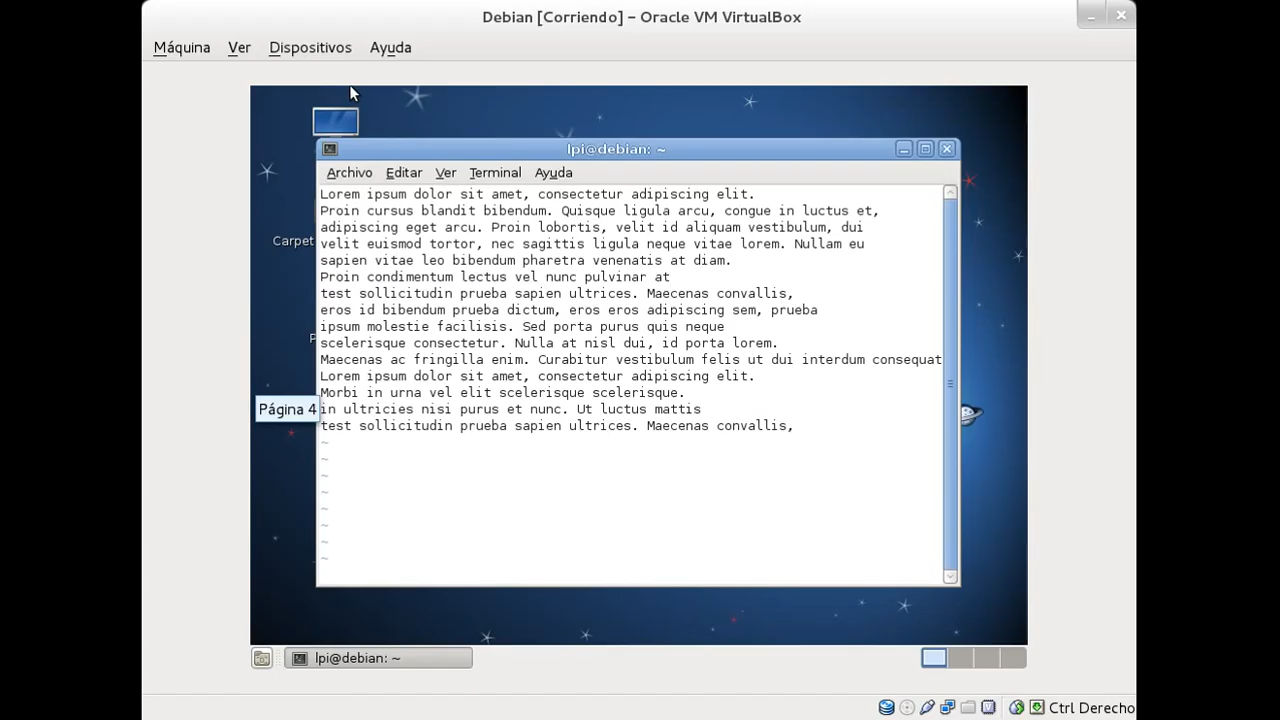 Debian [Corriendo] – Oracle VM VirtualBox
Máquina Ver Dispositivos Ayuda
lpi@debian: ~
Archivo Editar Ver Terminal Ayuda
Lorem ipsum dolor sit amet, consectetur adipiscing elit.
Proin cursus blandit bibendum. Quisque ligula arcu, congue in luctus et,
adipiscing eget arcu. Proin lobortis, velit id aliquam vestibulum, dui
velit euismod tortor, nec sagittis ligula neque vitae lorem. Nullam eu
Carpet
sapien vitae leo bibendum pharetra venenatis at diam.
Proin condimentum lectus vel nunc pulvinar at
test sollicitudin prueba sapien ultrices. Maecenas convallis,
eros id bibendum prueba dictum, eros eros adipiscing sem, prueba
ipsum molestie facilisis. Sed porta purus quis neque
P
scelerisque consectetur. Nulla at nisl dui, id porta lorem.
Maecenas ac fringilla enim. Curabitur vestibulum felis ut dui interdum consequat
Lorem ipsum dolor sit amet, consectetur adipiscing elit.
Morbi in urna vel elit scelerisque scelerisque.
Página 4
in ultricies nisi purus et nunc. Ut luctus mattis
test sollicitudin prueba sapien ultrices. Maecenas convallis,
~
~
~
~
~
~
~
~
lpi@debian: ~
Ctrl Derecho